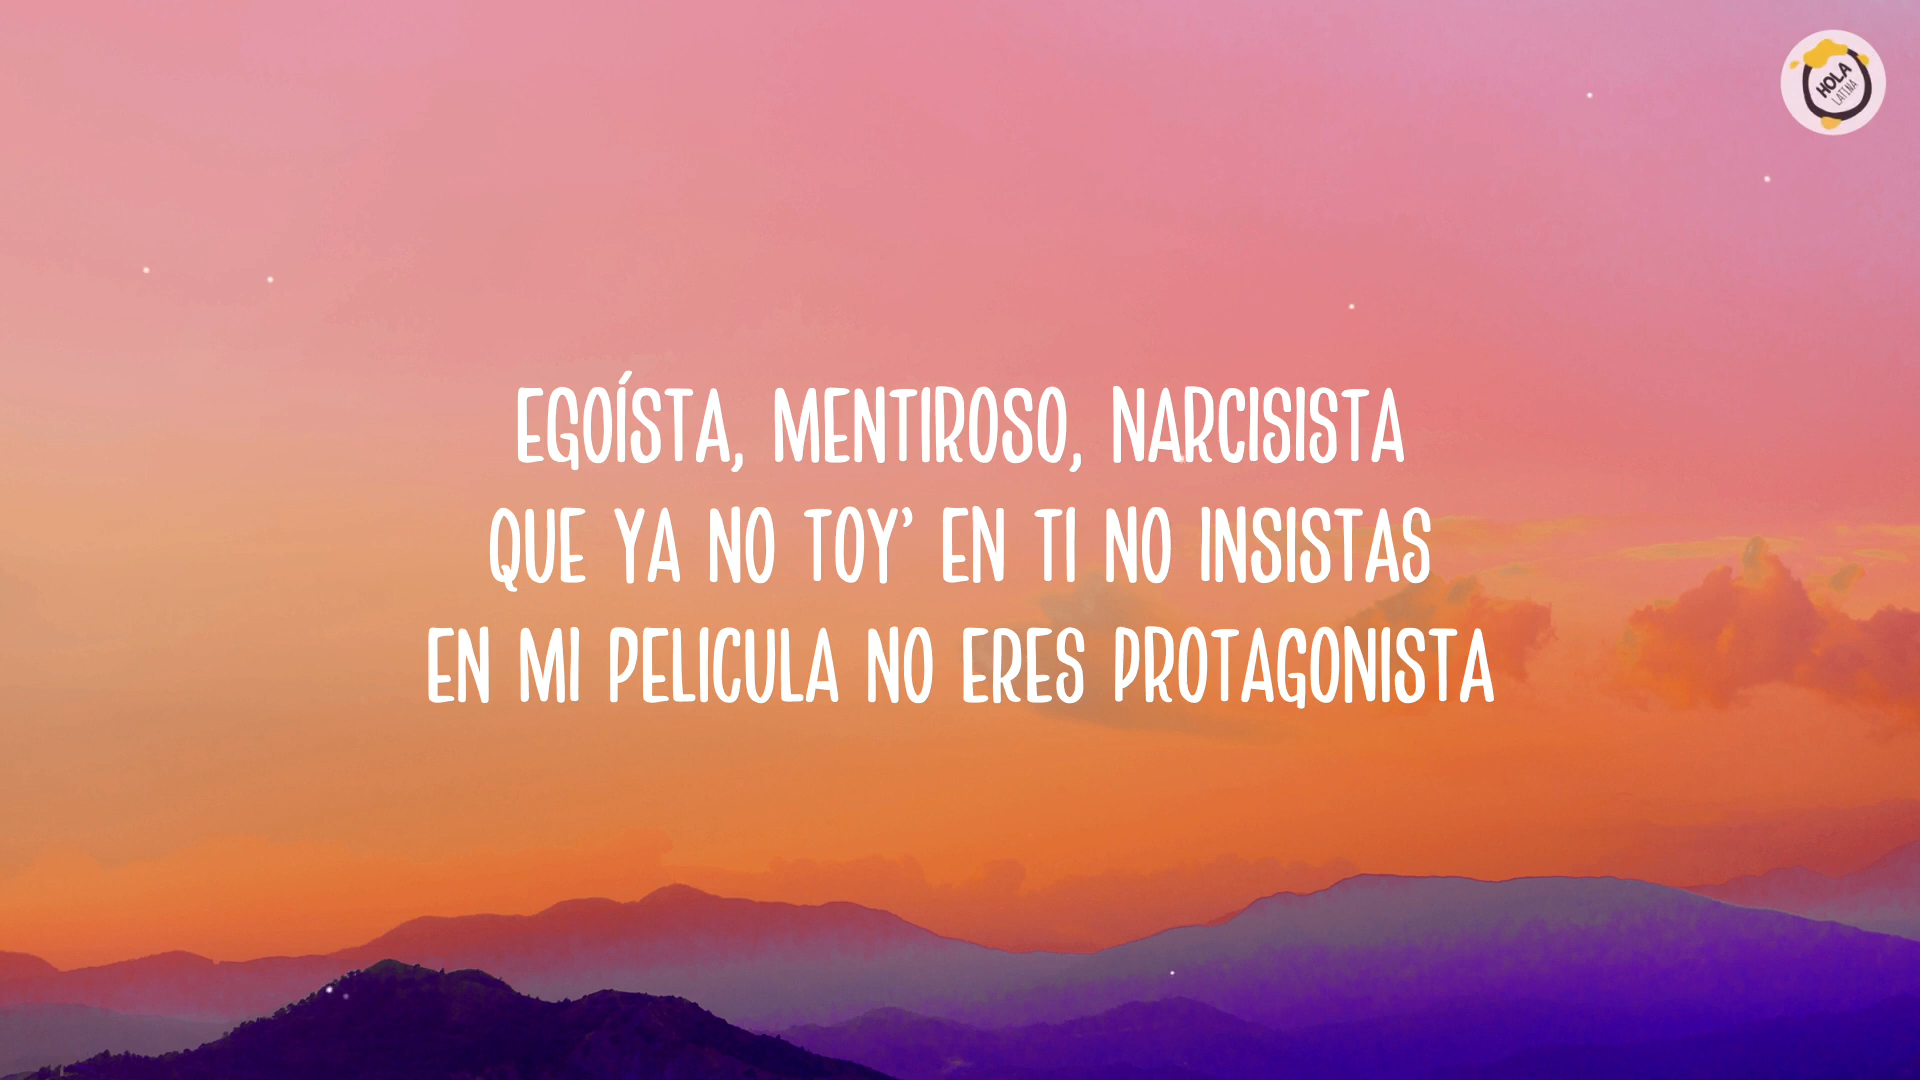 HOLA
LATINA
EGOÍSTA, MENTIROSO, NARCISISTA
QUE YA NO TOY' EN TI NO INSISTAS
EN MI PELICULA NO ERES PROTAGONISTA